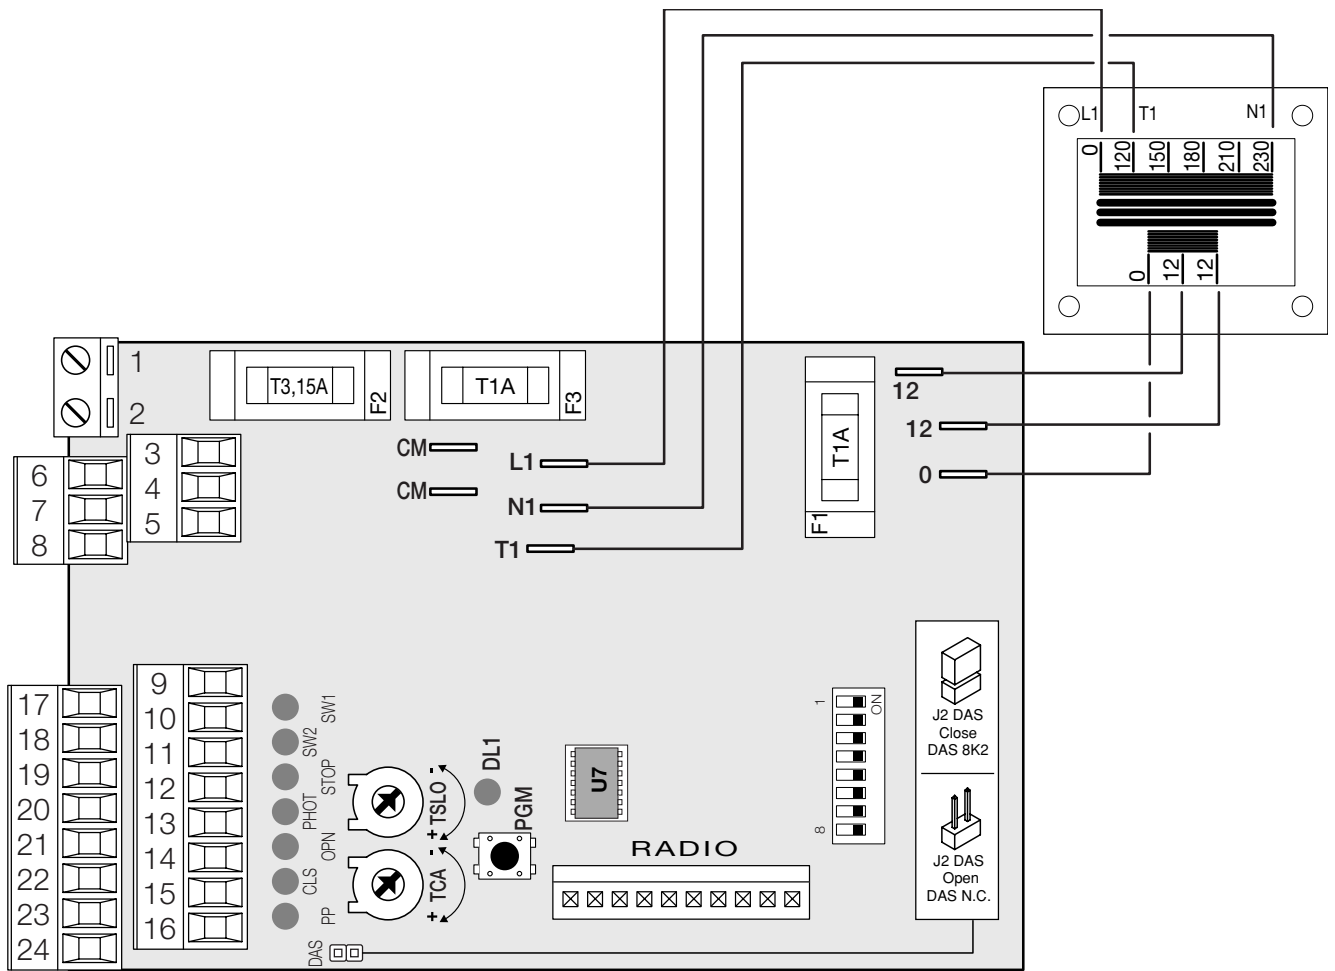 L1
T1
N1
0
120
150
180
210
230
0
12
12
1
2
T3,15A
F2
T1A
F3
T1A
F1
12
12
0
CM
CM
L1
N1
T1
3
4
5
6
7
8
9
10
11
12
13
14
15
16
17
18
19
20
21
22
23
24
SW1
SW2
STOP
PHOT
OPN
CLS
PP
DAS
- + TSLO
- + TCA
DL1
PGM
U7
RADIO
1
8
ON
J2 DAS
Close
DAS 8K2
J2 DAS
Open
DAS N.C.